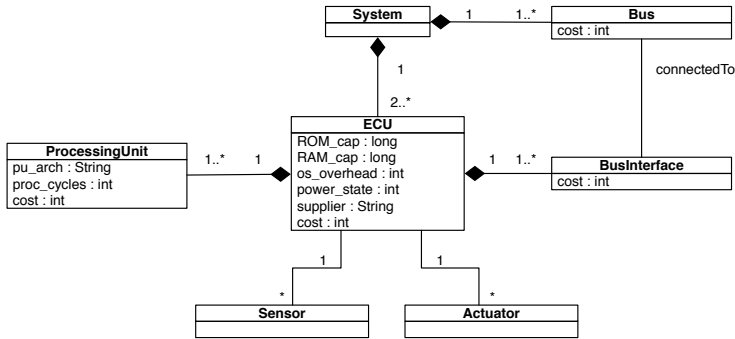 System
1
1..*
Bus
cost : int
connectedTo
1
2..*
ECU
ROM_cap : long
RAM_cap : long
os_overhead : int
power_state : int
supplier : String
cost : int
ProcessingUnit
pu_arch : String
proc_cycles : int
cost : int
1..*
1
1
1..*
BusInterface
cost : int
1
*
1
*
Sensor
Actuator